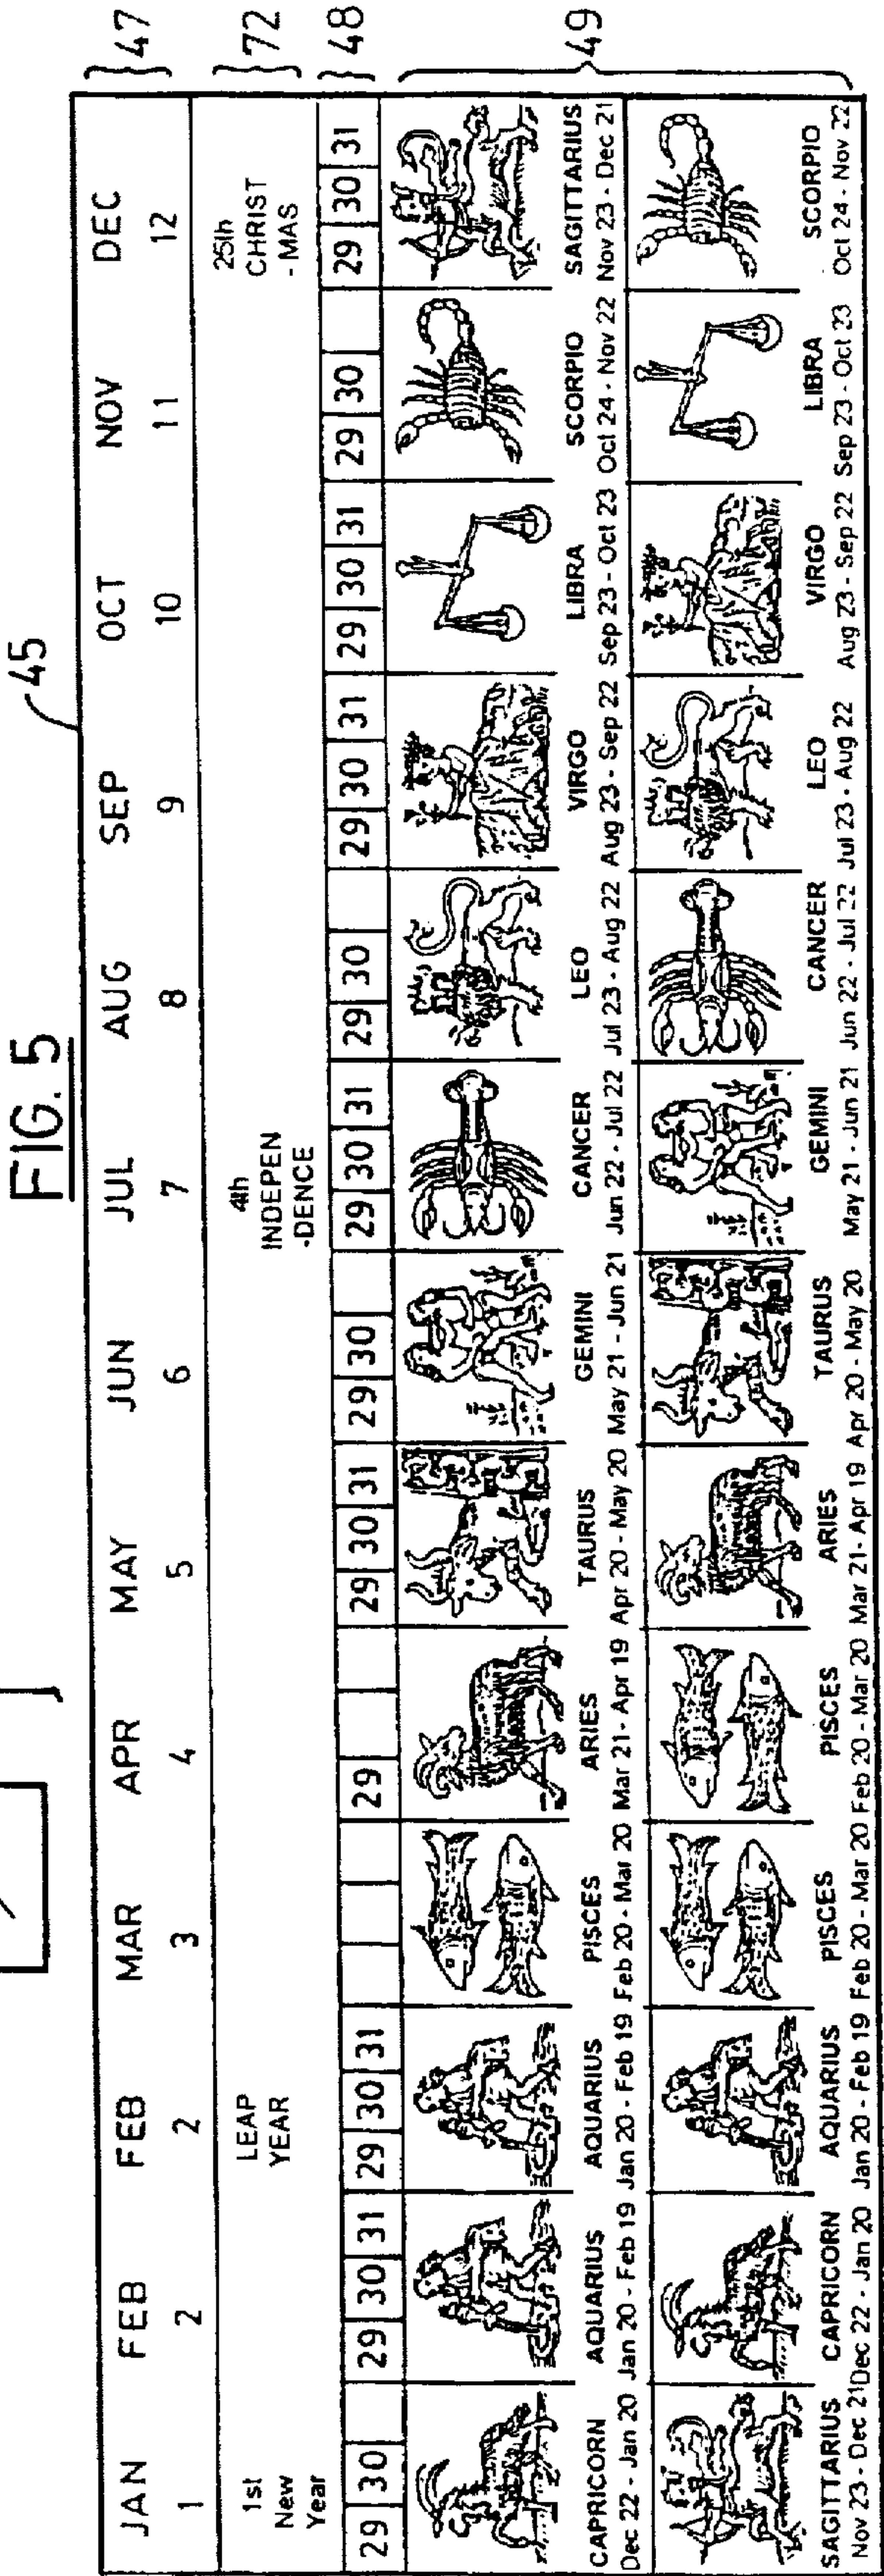 FIG. 5
45
JAN FEB FEB MAR APR MAY JUN JUL AUG SEP OCT NOV DEC 47
1 2 2 3 4 5 6 7 8 9 10 11 12
1st LEAP 4th 25th 72
New YEAR INDEPEN CHRIST
Year -DENCE -MAS
29 30 29 30 31 29 30 31 29 29 30 31 29 30 29 30 31 29 30 29 30 31 29 30 31 29 30 29 30 31 48
49
CAPRICORN AQUARIUS AQUARIUS PISCES ARIES TAURUS GEMINI CANCER LEO VIRGO LIBRA SCORPIO SAGITTARIUS
Dec 22 - Jan 20 Jan 20 - Feb 19 Jan 20 - Feb 19 Feb 20 - Mar 20 Mar 21 - Apr 19 Apr 20 - May 20 May 21 - Jun 21 Jun 22 - Jul 22 Jul 23 - Aug 22 Aug 23 - Sep 22 Sep 23 - Oct 23 Oct 24 - Nov 22 Nov 23 - Dec 21
SAGITTARIUS CAPRICORN AQUARIUS PISCES PISCES ARIES TAURUS GEMINI CANCER LEO VIRGO LIBRA SCORPIO
Nov 23 - Dec 21 Dec 22 - Jan 20 Jan 20 - Feb 19 Feb 20 - Mar 20 Feb 20 - Mar 20 Mar 21 - Apr 19 Apr 20 - May 20 May 21 - Jun 21 Jun 22 - Jul 22 Jul 23 - Aug 22 Aug 23 - Sep 22 Sep 23 - Oct 23 Oct 24 - Nov 22